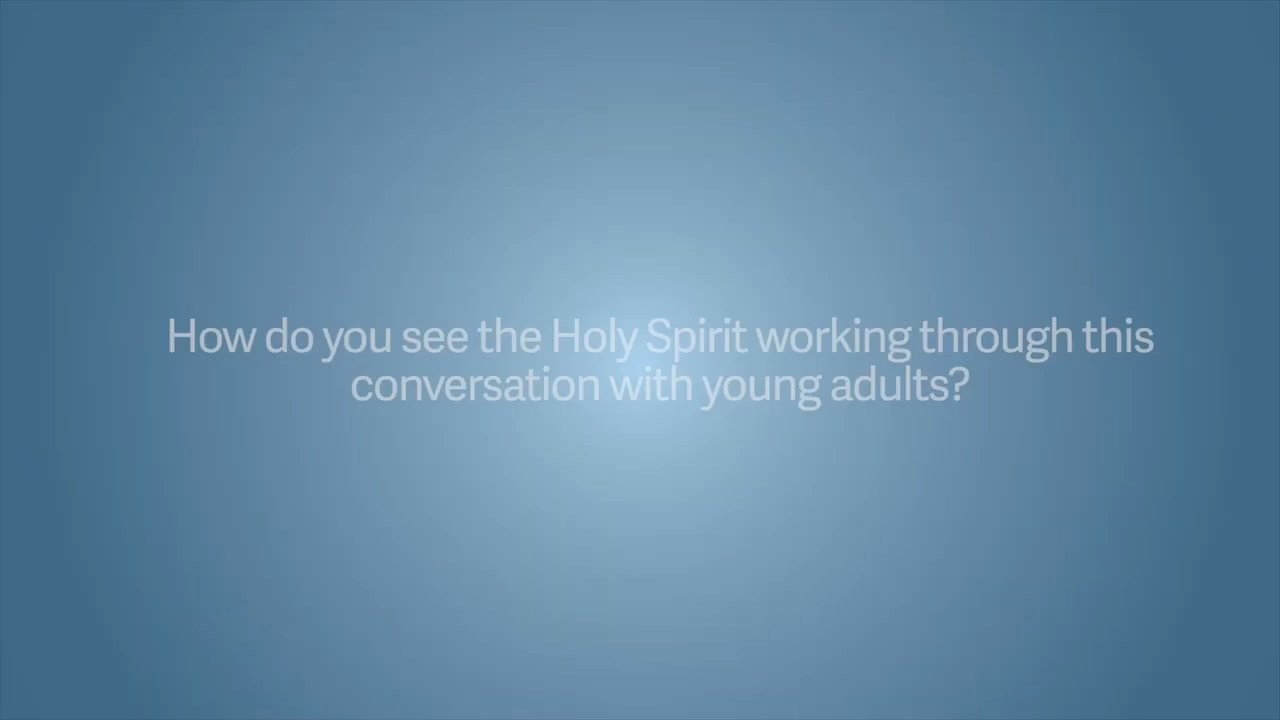 How do you see the Holy Spirit working through this
conversation with young adults?